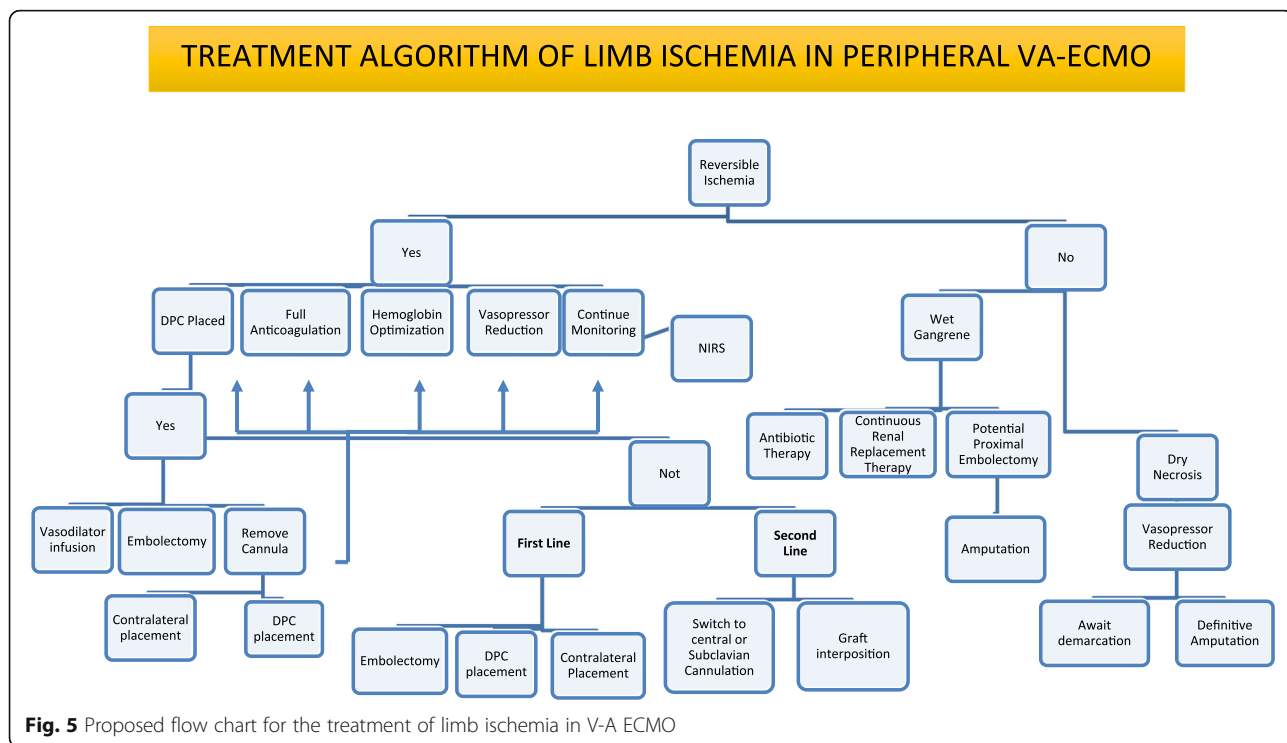 TREATMENT ALGORITHM OF LIMB ISCHEMIA IN PERIPHERAL VA-ECMO
Reversible
Ischemia
Yes
No
DPC Placed
Full
Anticoagulation
Hemoglobin
Optimization
Vasopressor
Reduction
Continue
Monitoring
NIRS
Wet
Gangrene
Yes
Antibiotic
Therapy
Continuous
Renal
Replacement
Therapy
Potential
Proximal
Embolectomy
Dry
Necrosis
Not
Vasodilator
infusion
Embolectomy
Remove
Cannula
First Line
Second
Line
Amputation
Vasopressor
Reduction
Contralateral
placement
DPC
placement
Embolectomy
DPC
placement
Contralateral
Placement
Switch to
central or
Subclavian
Cannulation
Graft
interposition
Await
demarcation
Definitive
Amputation
Fig. 5 Proposed flow chart for the treatment of limb ischemia in V-A ECMO